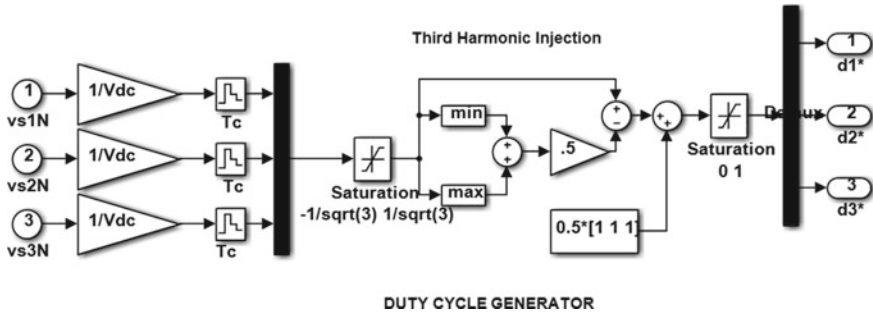 Third Harmonic Injection
1
1/Vdc
vs1N
Tc
2
1/Vdc
vs2N
Tc
3
1/Vdc
vs3N
Tc
Saturation
-1/sqrt(3) 1/sqrt(3)
min
max
+
+
.5
+
−
+
+
0.5*[1 1 1]
Saturation
0 1
1
d1*
2
d2*
3
d3*
DUTY CYCLE GENERATOR